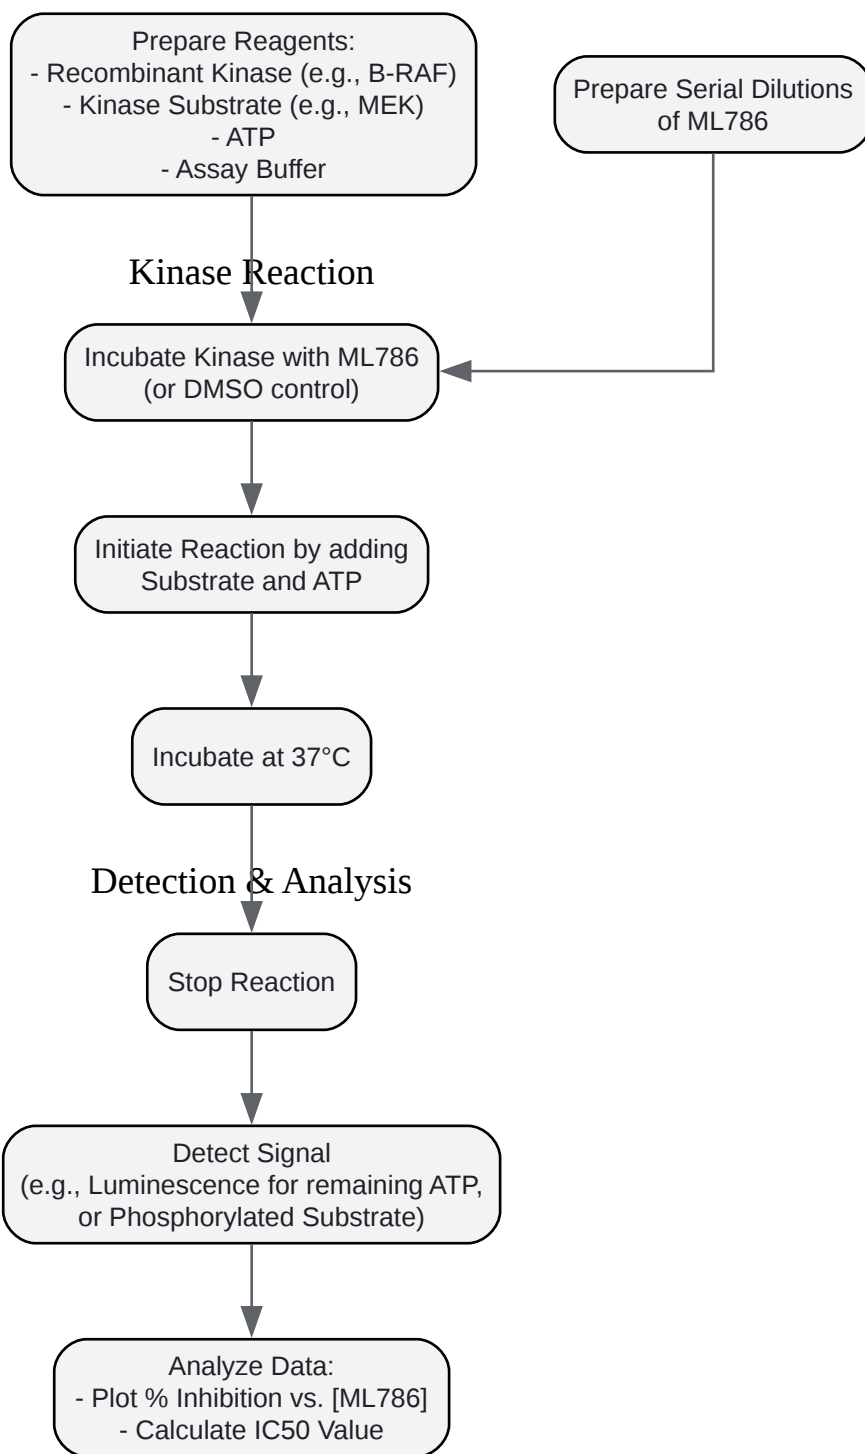 Prepare Reagents:
- Recombinant Kinase (e.g., B-RAF)
- Kinase Substrate (e.g., MEK)
- ATP
- Assay Buffer
Prepare Serial Dilutions
of ML786
Kinase Reaction
Incubate Kinase with ML786
(or DMSO control)
Initiate Reaction by adding
Substrate and ATP
Incubate at 37°C
Detection & Analysis
Stop Reaction
Detect Signal
(e.g., Luminescence for remaining ATP,
or Phosphorylated Substrate)
Analyze Data:
- Plot % Inhibition vs. [ML786]
- Calculate IC50 Value